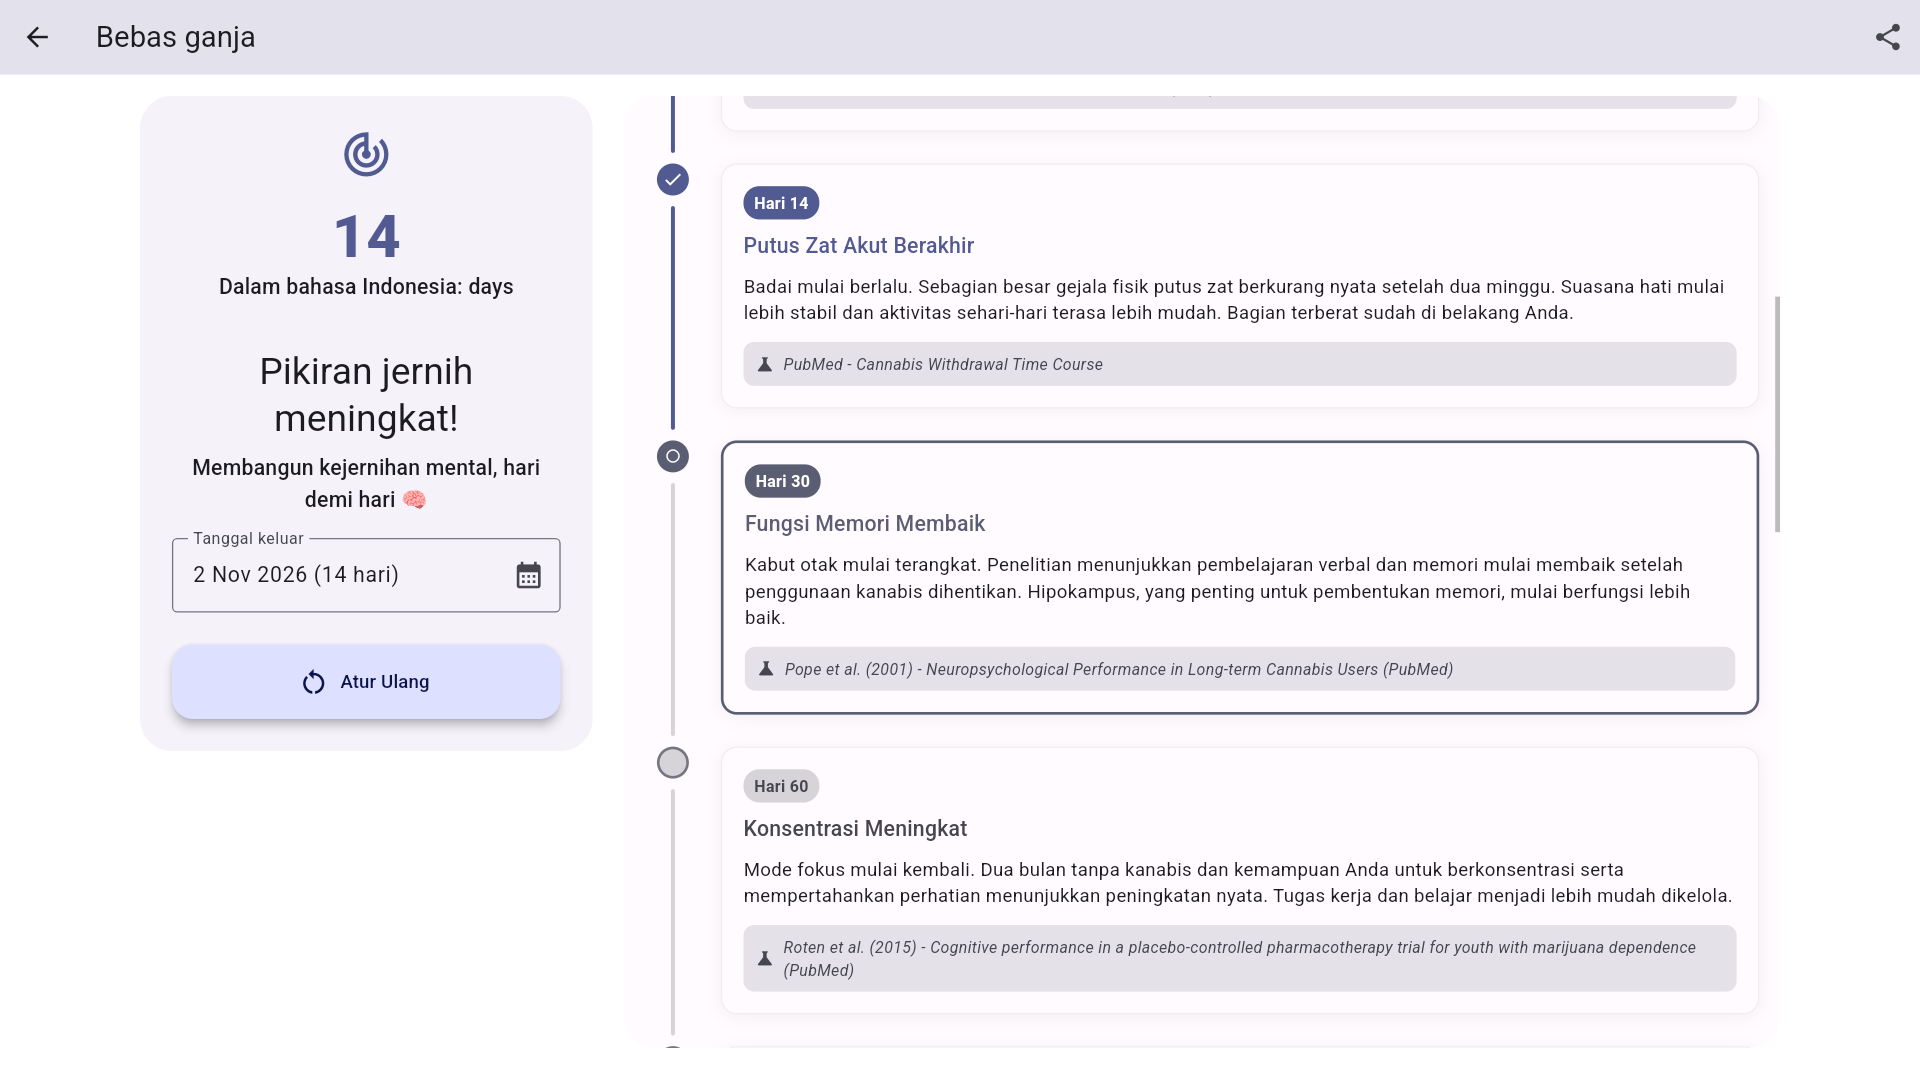 Bebas ganja
14
Dalam bahasa Indonesia: days
Pikiran jernih
meningkat!
Membangun kejernihan mental, hari
demi hari 🧠
Tanggal keluar
2 Nov 2026 (14 hari)
Atur Ulang
Hari 14
Putus Zat Akut Berakhir
Badai mulai berlalu. Sebagian besar gejala fisik putus zat berkurang nyata setelah dua minggu. Suasana hati mulai
lebih stabil dan aktivitas sehari-hari terasa lebih mudah. Bagian terberat sudah di belakang Anda.
PubMed - Cannabis Withdrawal Time Course
Hari 30
Fungsi Memori Membaik
Kabut otak mulai terangkat. Penelitian menunjukkan pembelajaran verbal dan memori mulai membaik setelah
penggunaan kanabis dihentikan. Hipokampus, yang penting untuk pembentukan memori, mulai berfungsi lebih
baik.
Pope et al. (2001) - Neuropsychological Performance in Long-term Cannabis Users (PubMed)
Hari 60
Konsentrasi Meningkat
Mode fokus mulai kembali. Dua bulan tanpa kanabis dan kemampuan Anda untuk berkonsentrasi serta
mempertahankan perhatian menunjukkan peningkatan nyata. Tugas kerja dan belajar menjadi lebih mudah dikelola.
Roten et al. (2015) - Cognitive performance in a placebo-controlled pharmacotherapy trial for youth with marijuana dependence
(PubMed)